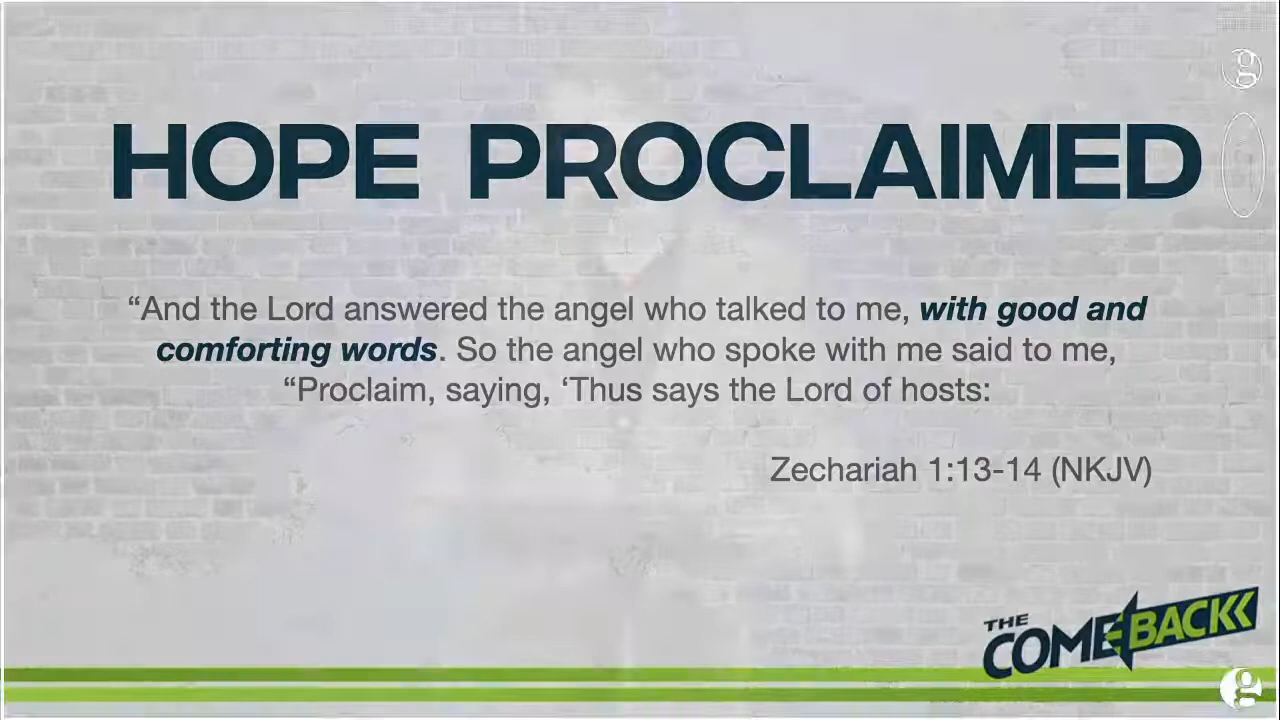 HOPE PROCLAIMED
“And the Lord answered the angel who talked to me, with good and
comforting words. So the angel who spoke with me said to me,
“Proclaim, saying, ‘Thus says the Lord of hosts:
Zechariah 1:13-14 (NKJV)
THE
COMEBACK
g
g